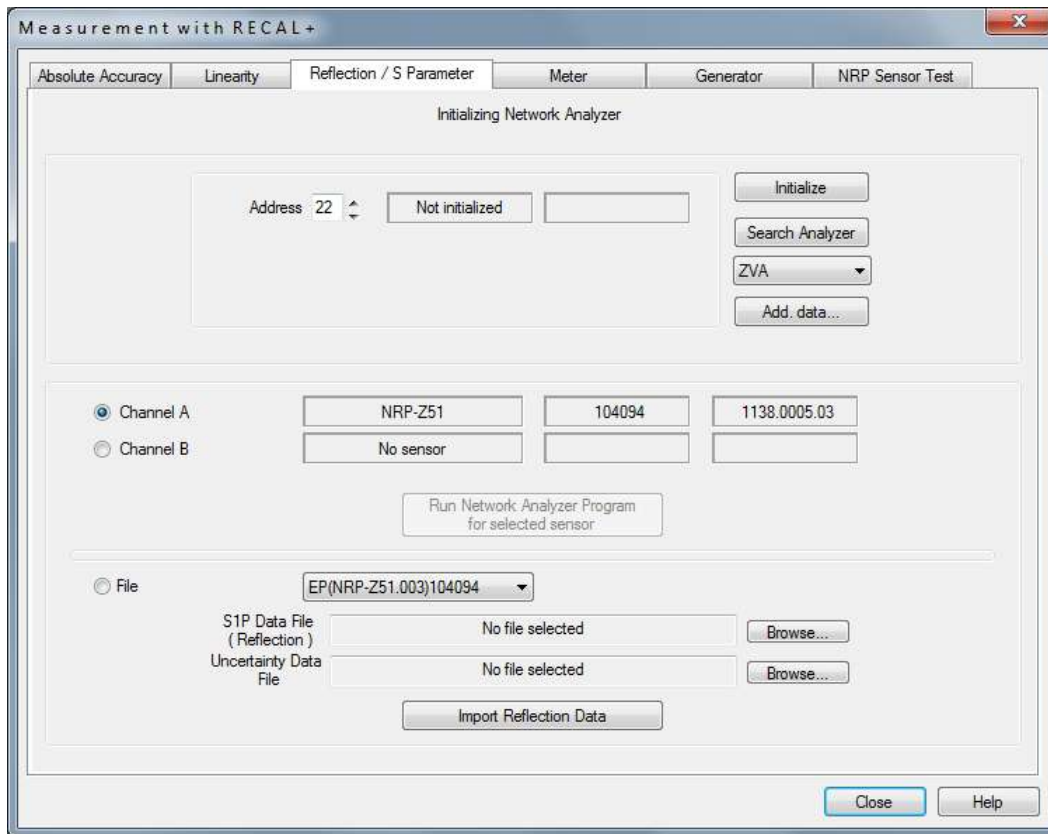 Measurement with RECAL+
Absolute Accuracy Linearity Reflection / S Parameter Meter Generator NRP Sensor Test
Initializing Network Analyzer
Address 22 Not initialized Initialize
Search Analyzer
ZVA
Add. data...
Channel A NRP-Z51 104094 1138.0005.03
Channel B No sensor
Run Network Analyzer Program
for selected sensor
File EP(NRP-Z51.003)104094
S1P Data File
( Reflection )
No file selected Browse...
Uncertainty Data
File
No file selected Browse...
Import Reflection Data
Close Help